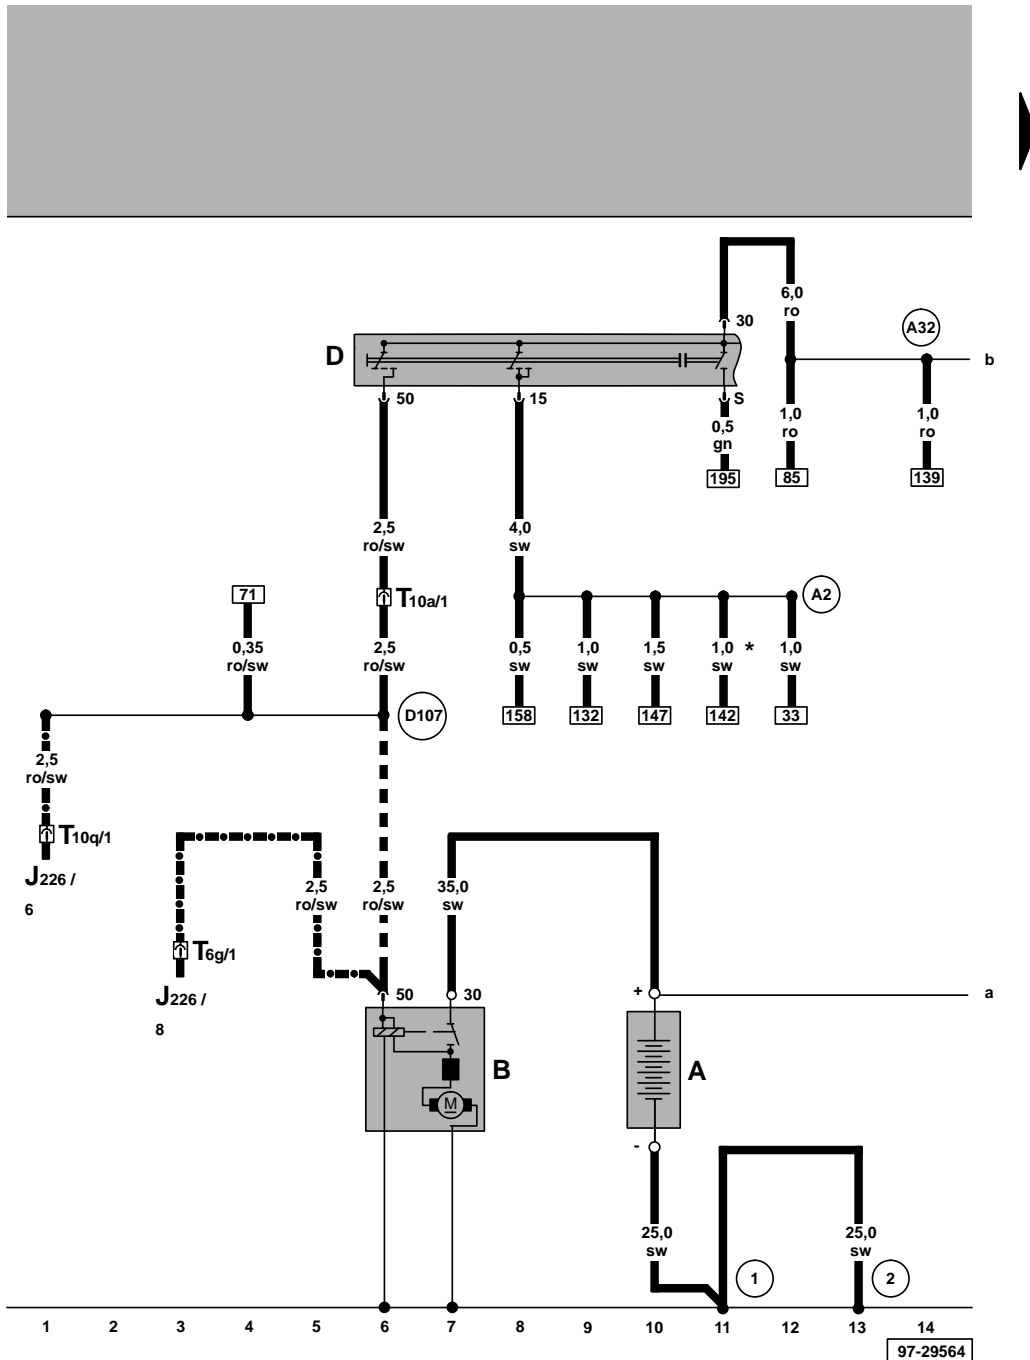 6,0
ro
30
A32
D
b
50
15
S
0,5
gn
1,0
ro
1,0
ro
195
85
139
2,5
ro/sw
4,0
sw
71
T10a/1
A2
0,35
ro/sw
2,5
ro/sw
0,5
sw
1,0
sw
1,5
sw
1,0 *
sw
1,0
sw
158
132
147
142
33
D107
2,5
ro/sw
T10q/1
J226 /
6
2,5
ro/sw
2,5
ro/sw
35,0
sw
T6g/1
J226 /
8
50
30
+
a
B
M
A
-
25,0
sw
25,0
sw
1
2
1 2 3 4 5 6 7 8 9 10 11 12 13 14
97-29564